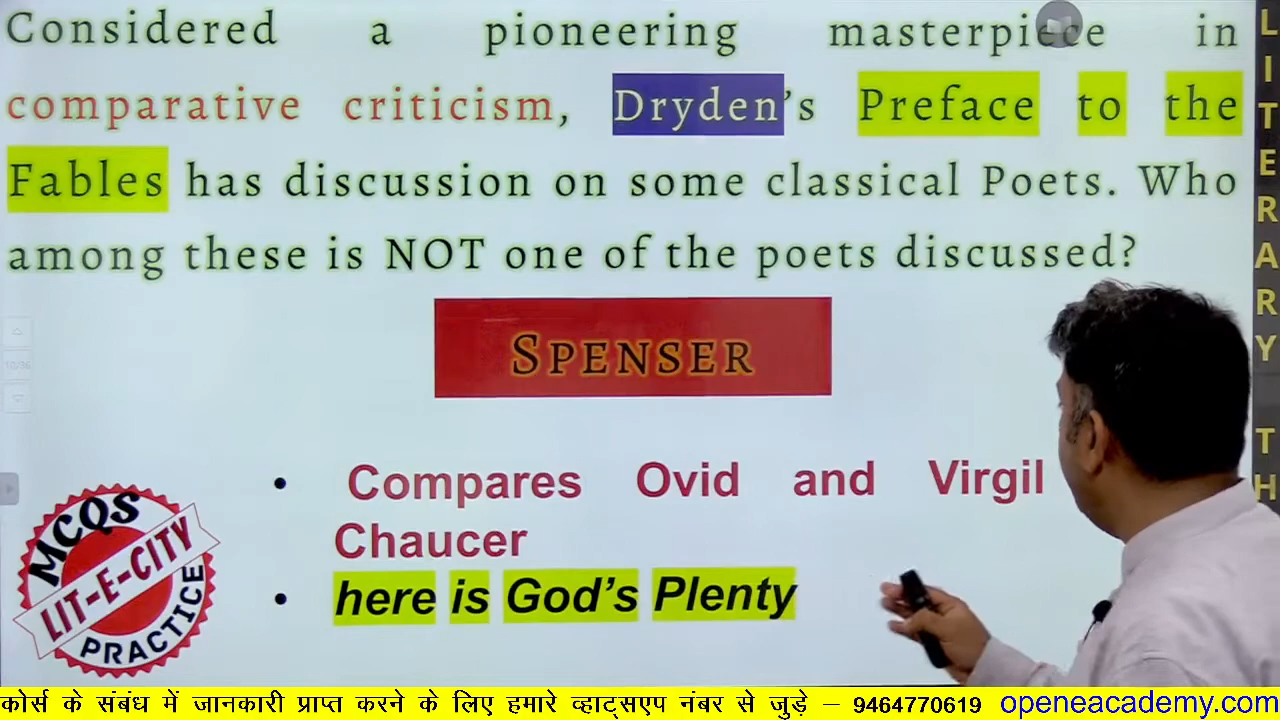 Considered a pioneering masterpiece in
comparative criticism, Dryden's Preface to the
Fables has discussion on some classical Poets. Who
among these is NOT one of the poets discussed?
SPENSER
• Compares Ovid and Virgil
Chaucer
• here is God's Plenty
10/36
MCQS
LIT-E-CITY
PRACTICE
LITERARY TH
कोर्स के संबंध में जानकारी प्राप्त करने के लिए हमारे व्हाट्सएप नंबर से जुड़े – 9464770619 openeacademy.com